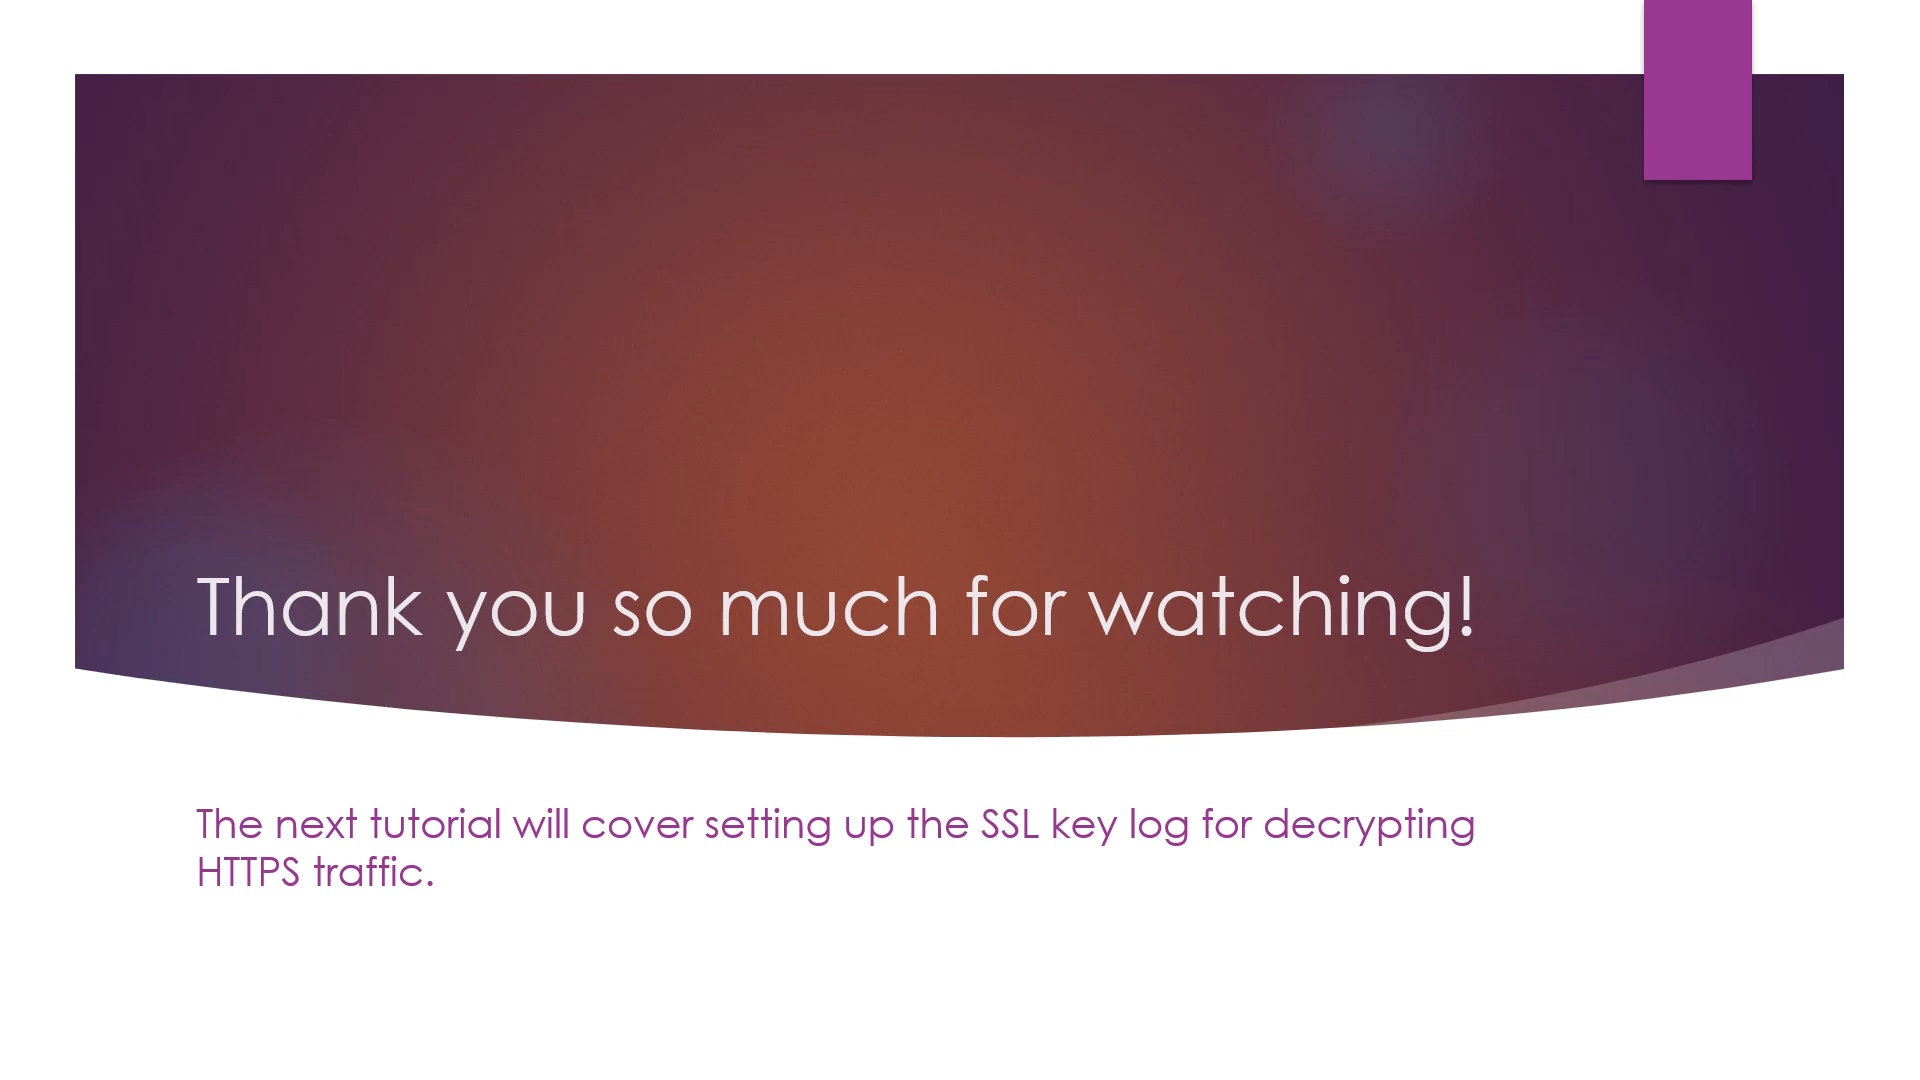 Thank you so much for watching!
The next tutorial will cover setting up the SSL key log for decrypting
HTTPS traffic.